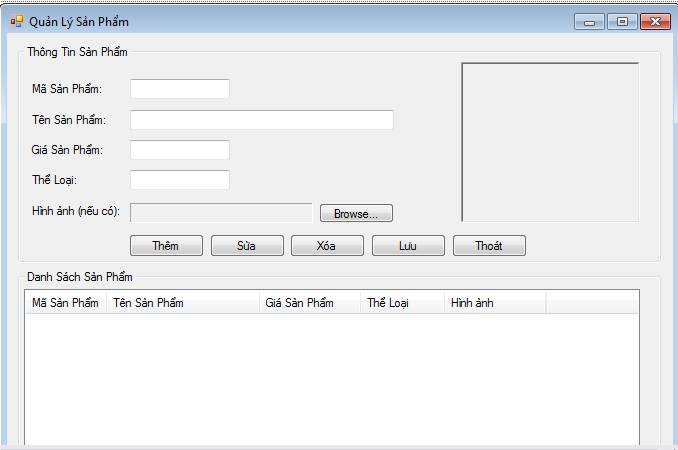 Quản Lý Sản Phẩm
Thông Tin Sản Phẩm
Mã Sản Phẩm:
Tên Sản Phẩm:
Giá Sản Phẩm:
Thể Loại:
Hình ảnh (nếu có): Browse...
Thêm Sửa Xóa Lưu Thoát
Danh Sách Sản Phẩm
Mã Sản Phẩm Tên Sản Phẩm Giá Sản Phẩm Thể Loại Hình ảnh